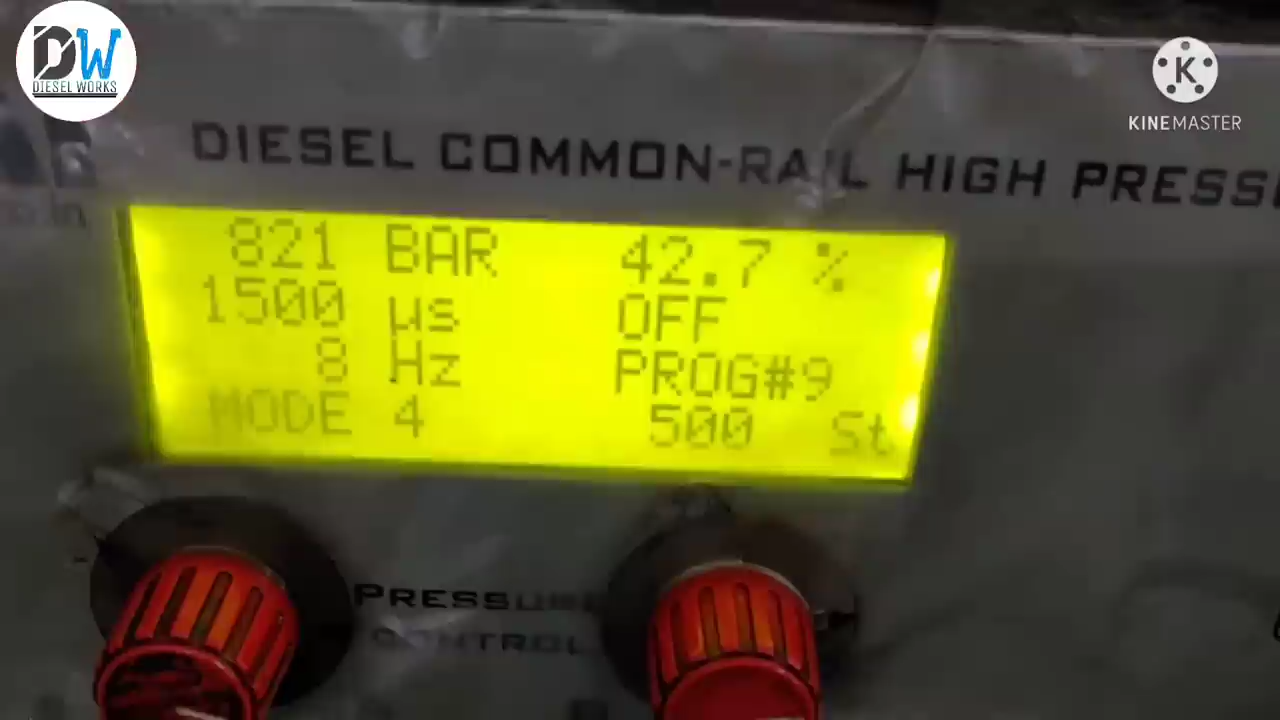 DW
DIESEL WORKS
K
KINEMASTER
DIESEL COMMON-RAIL HIGH PRESS
821 BAR 42.7 %
1500 µs OFF
8 Hz PROG#9
MODE 4 500 St
PRESSURE
CONTROL